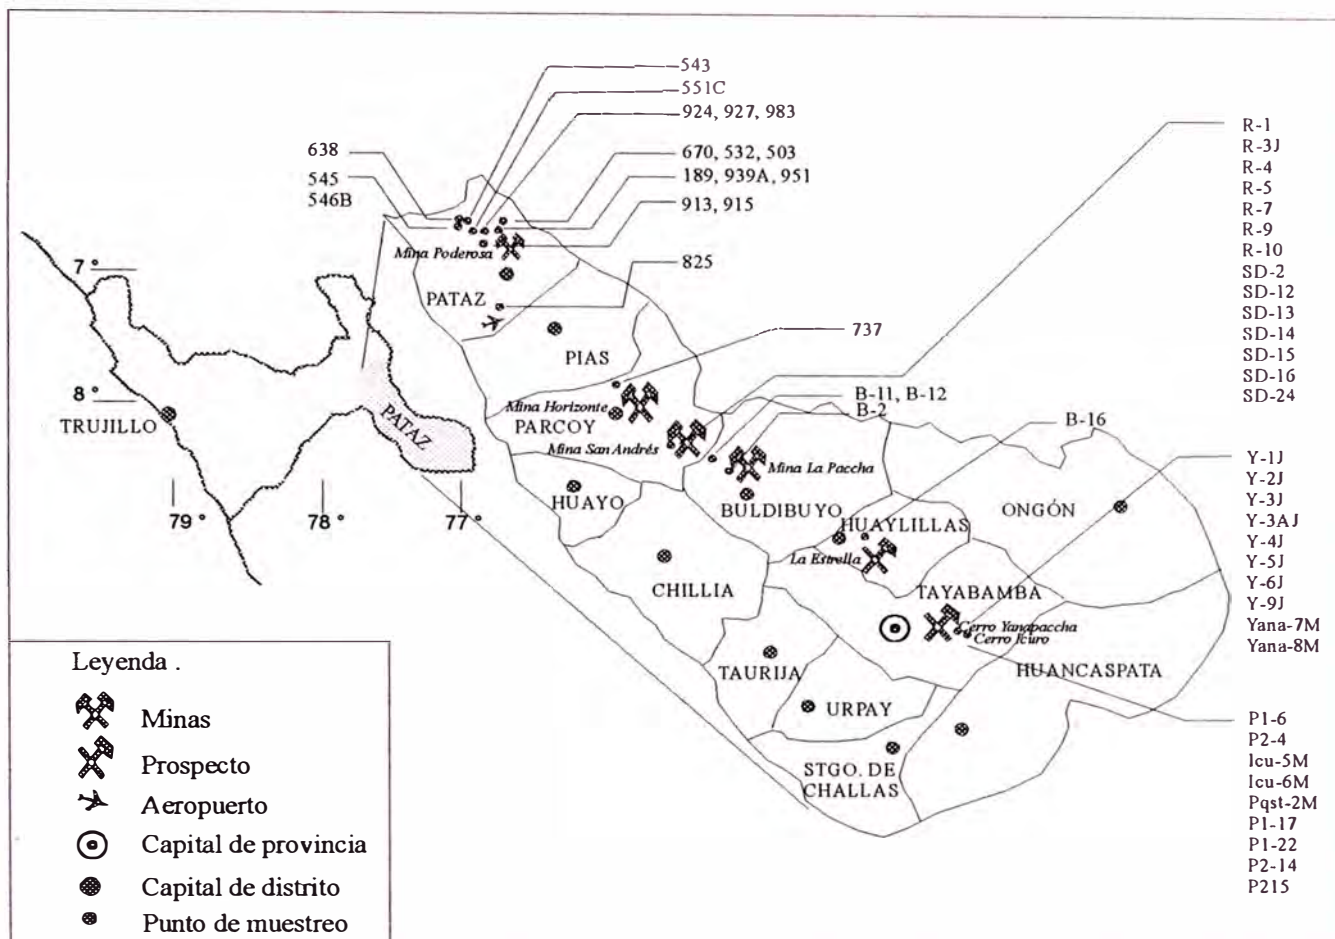 543
551C
924, 927, 983
638
670, 532, 503
545
189, 939A, 951
546B
913, 915
Mina Poderosa
825
PATAZ
PIAS
737
7°
8°
TRUJILLO
PATAZ
79°
78°
77°
Mina Horizonte
PARCOY
Mina San Andrés
B-11, B-12
B-2
B-16
Mina La Paccha
HUAYO
BULDIBUYO
HUAYLILLAS
ONGÓN
La Estrella
CHILLIA
TAYABAMBA
Cerro Yanapaccha
Cerro Icuro
TAURIJA
HUANCASPATA
URPAY
STGO. DE
CHALLAS
R-1
R-3J
R-4
R-5
R-7
R-9
R-10
SD-2
SD-12
SD-13
SD-14
SD-15
SD-16
SD-24
Y-1J
Y-2J
Y-3J
Y-3AJ
Y-4J
Y-5J
Y-6J
Y-9J
Yana-7M
Yana-8M
P1-6
P2-4
Icu-5M
Icu-6M
Pqst-2M
P1-17
P1-22
P2-14
P215
Leyenda .
Minas
Prospecto
Aeropuerto
Capital de provincia
Capital de distrito
Punto de muestreo